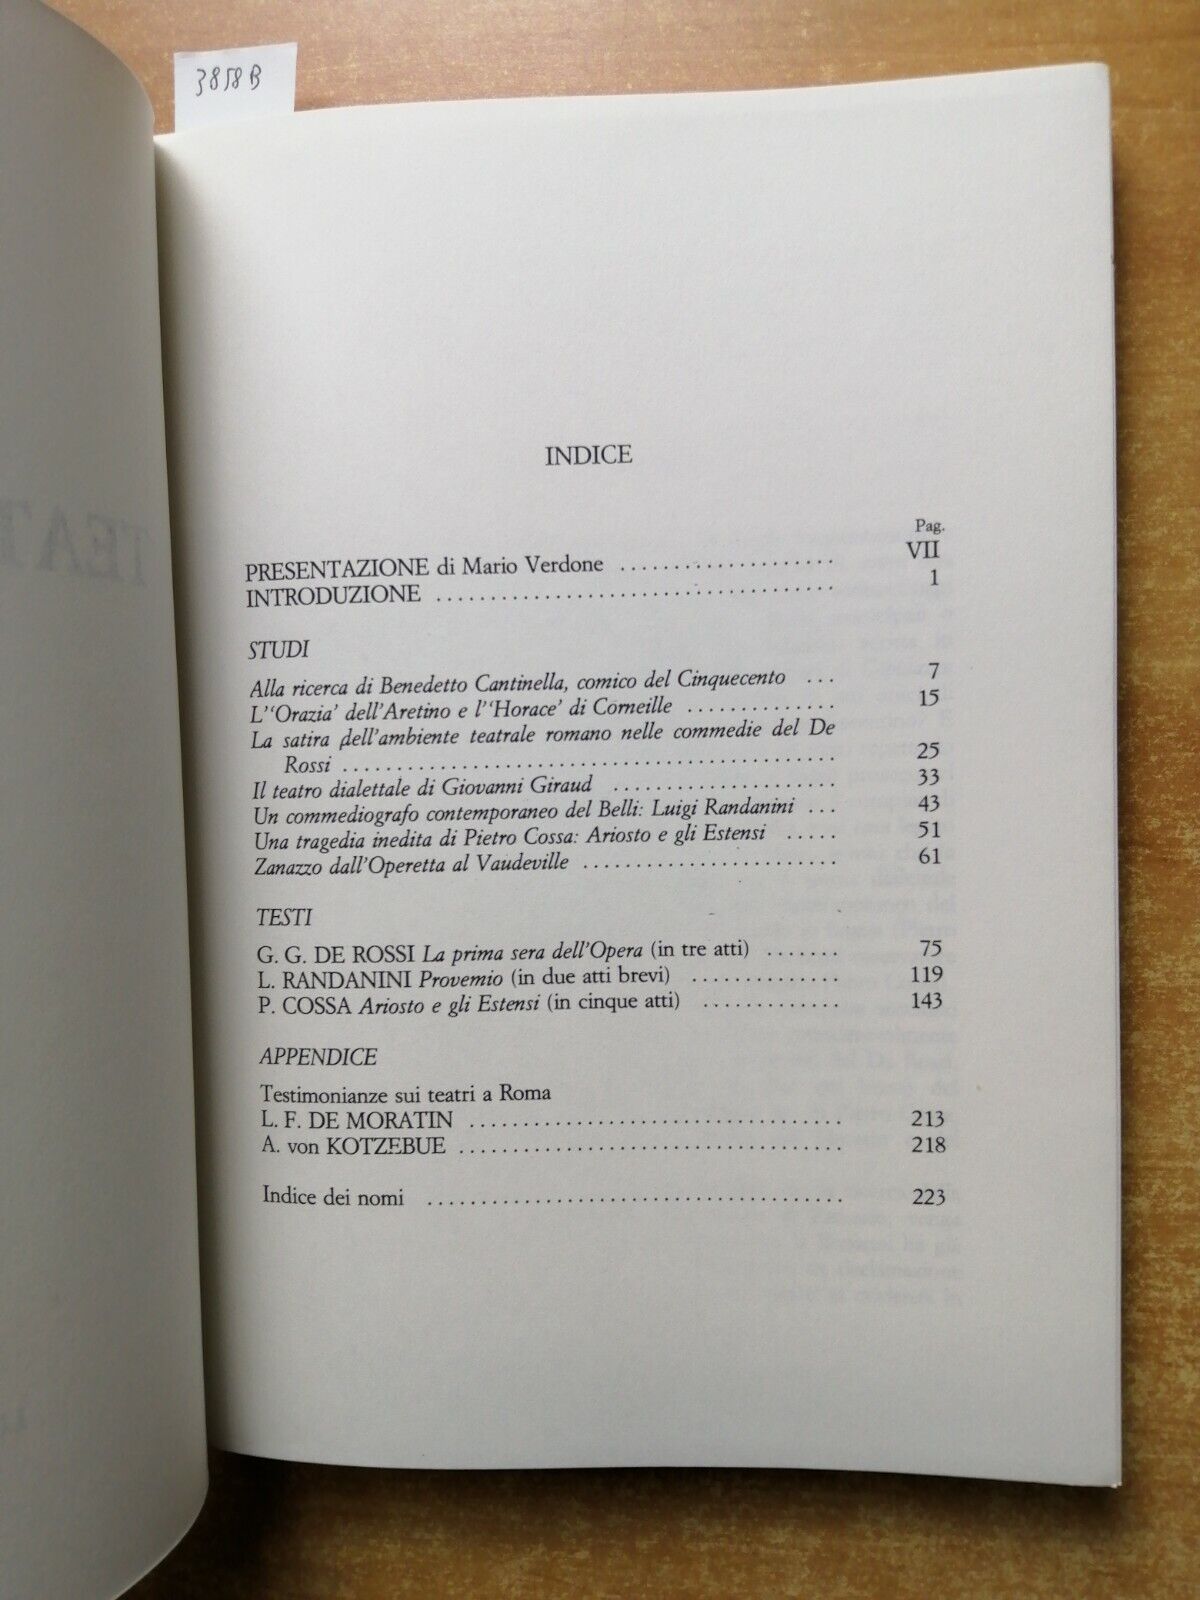 3858B
INDICE
Pag.
PRESENTAZIONE di Mario Verdone .................... VII
INTRODUZIONE .................................. 1
STUDI
Alla ricerca di Benedetto Cantinella, comico del Cinquecento ... 7
L''Orazia' dell'Aretino e l''Horace' di Corneille .............. 15
La satira dell'ambiente teatrale romano nelle commedie del De
Rossi .......................................... 25
Il teatro dialettale di Giovanni Giraud ................... 33
Un commediografo contemporaneo del Belli: Luigi Randanini ... 43
Una tragedia inedita di Pietro Cossa: Ariosto e gli Estensi ..... 51
Zanazzo dall'Operetta al Vaudeville ...................... 61
TESTI
G. G. DE ROSSI La prima sera dell'Opera (in tre atti) ....... 75
L. RANDANINI Provemio (in due atti brevi) ............. 119
P. COSSA Ariosto e gli Estensi (in cinque atti) ............ 143
APPENDICE
Testimonianze sui teatri a Roma
L. F. DE MORATIN ................................ 213
A. von KOTZEBUE ................................. 218
Indice dei nomi .................................... 223